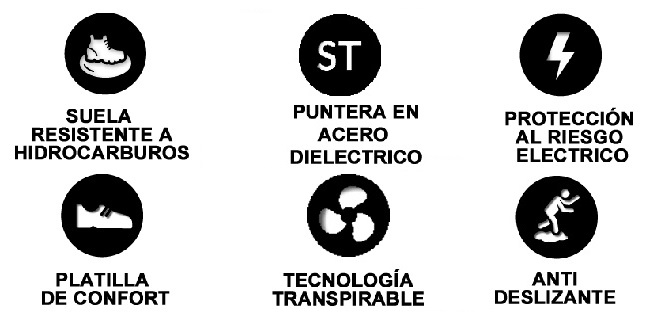 SUELA
RESISTENTE A
HIDROCARBUROS
ST
PUNTERA EN
ACERO
DIELECTRICO
PROTECCIÓN
AL RIESGO
ELECTRICO
PLATILLA
DE CONFORT
TECNOLOGÍA
TRANSPIRABLE
ANTI
DESLIZANTE